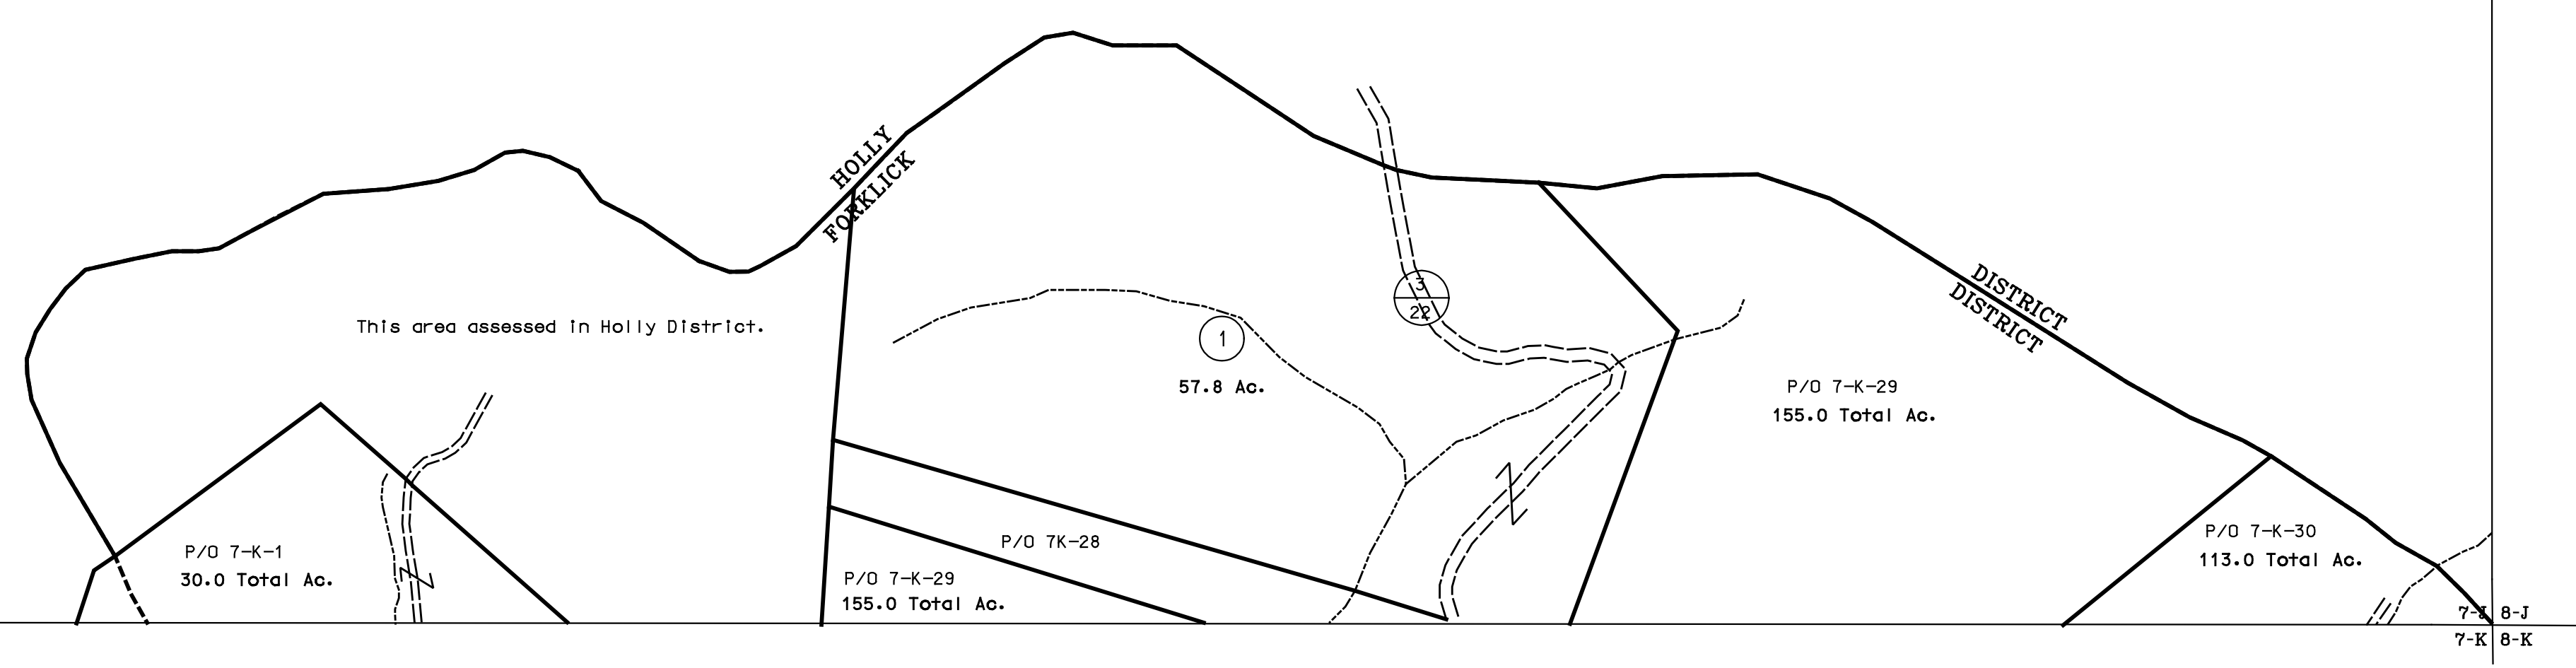 HOLLY
FORKLICK
This area assessed in Holly District.
3
22
1
57.8 Ac.
DISTRICT
DISTRICT
P/O 7-K-29
155.0 Total Ac.
P/O 7-K-1
30.0 Total Ac.
P/O 7K-28
P/O 7-K-29
155.0 Total Ac.
P/O 7-K-30
113.0 Total Ac.
7-J 8-J
7-K 8-K